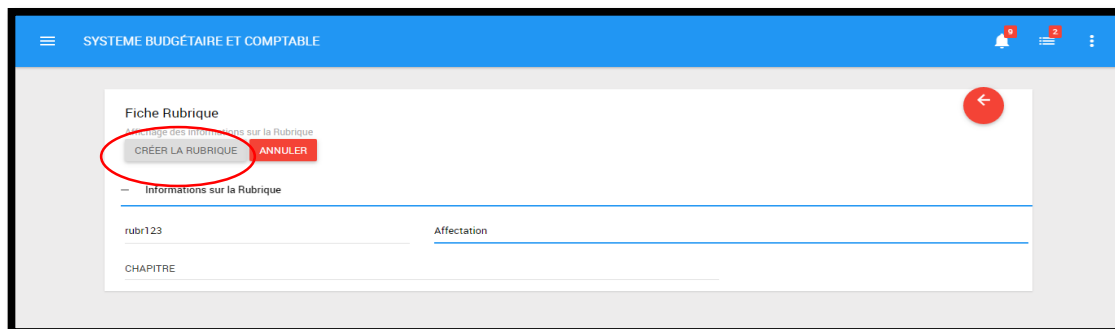 SYSTEME BUDGÉTAIRE ET COMPTABLE
9
2
Fiche Rubrique
Affichage des Informations sur la Rubrique
CRÉER LA RUBRIQUE ANNULER
Informations sur la Rubrique
rubr123 Affectation
CHAPITRE